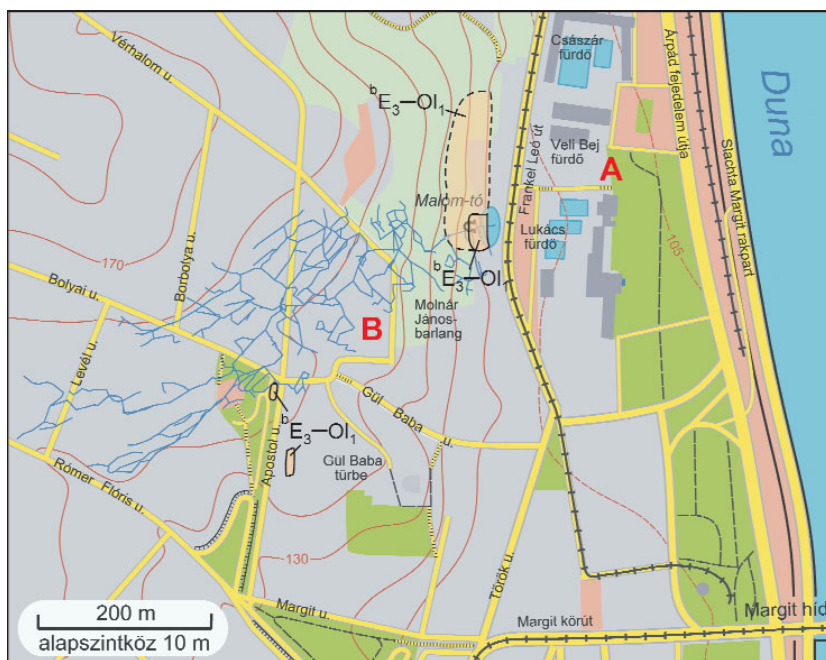 Vérhalom u.
Császár
fürdő
Árpád fejedelem útja
Duna
bE₃–Ol₁
Veli Bej
fürdő
A
Frankel Leó út
Slachta Margit rakpart
Malom-tó
Lukács
fürdő
105
170
Borbolya u.
bE₃–Ol
Bolyai u.
Molnár
János-
barlang
B
Levél u.
Gül Baba u.
bE₃–Ol₁
Apostol u.
Gül Baba
türbe
Rómer Flóris u.
130
Török u.
Margit u.
Margit körút
Margit híd
200 m
alapszintköz 10 m